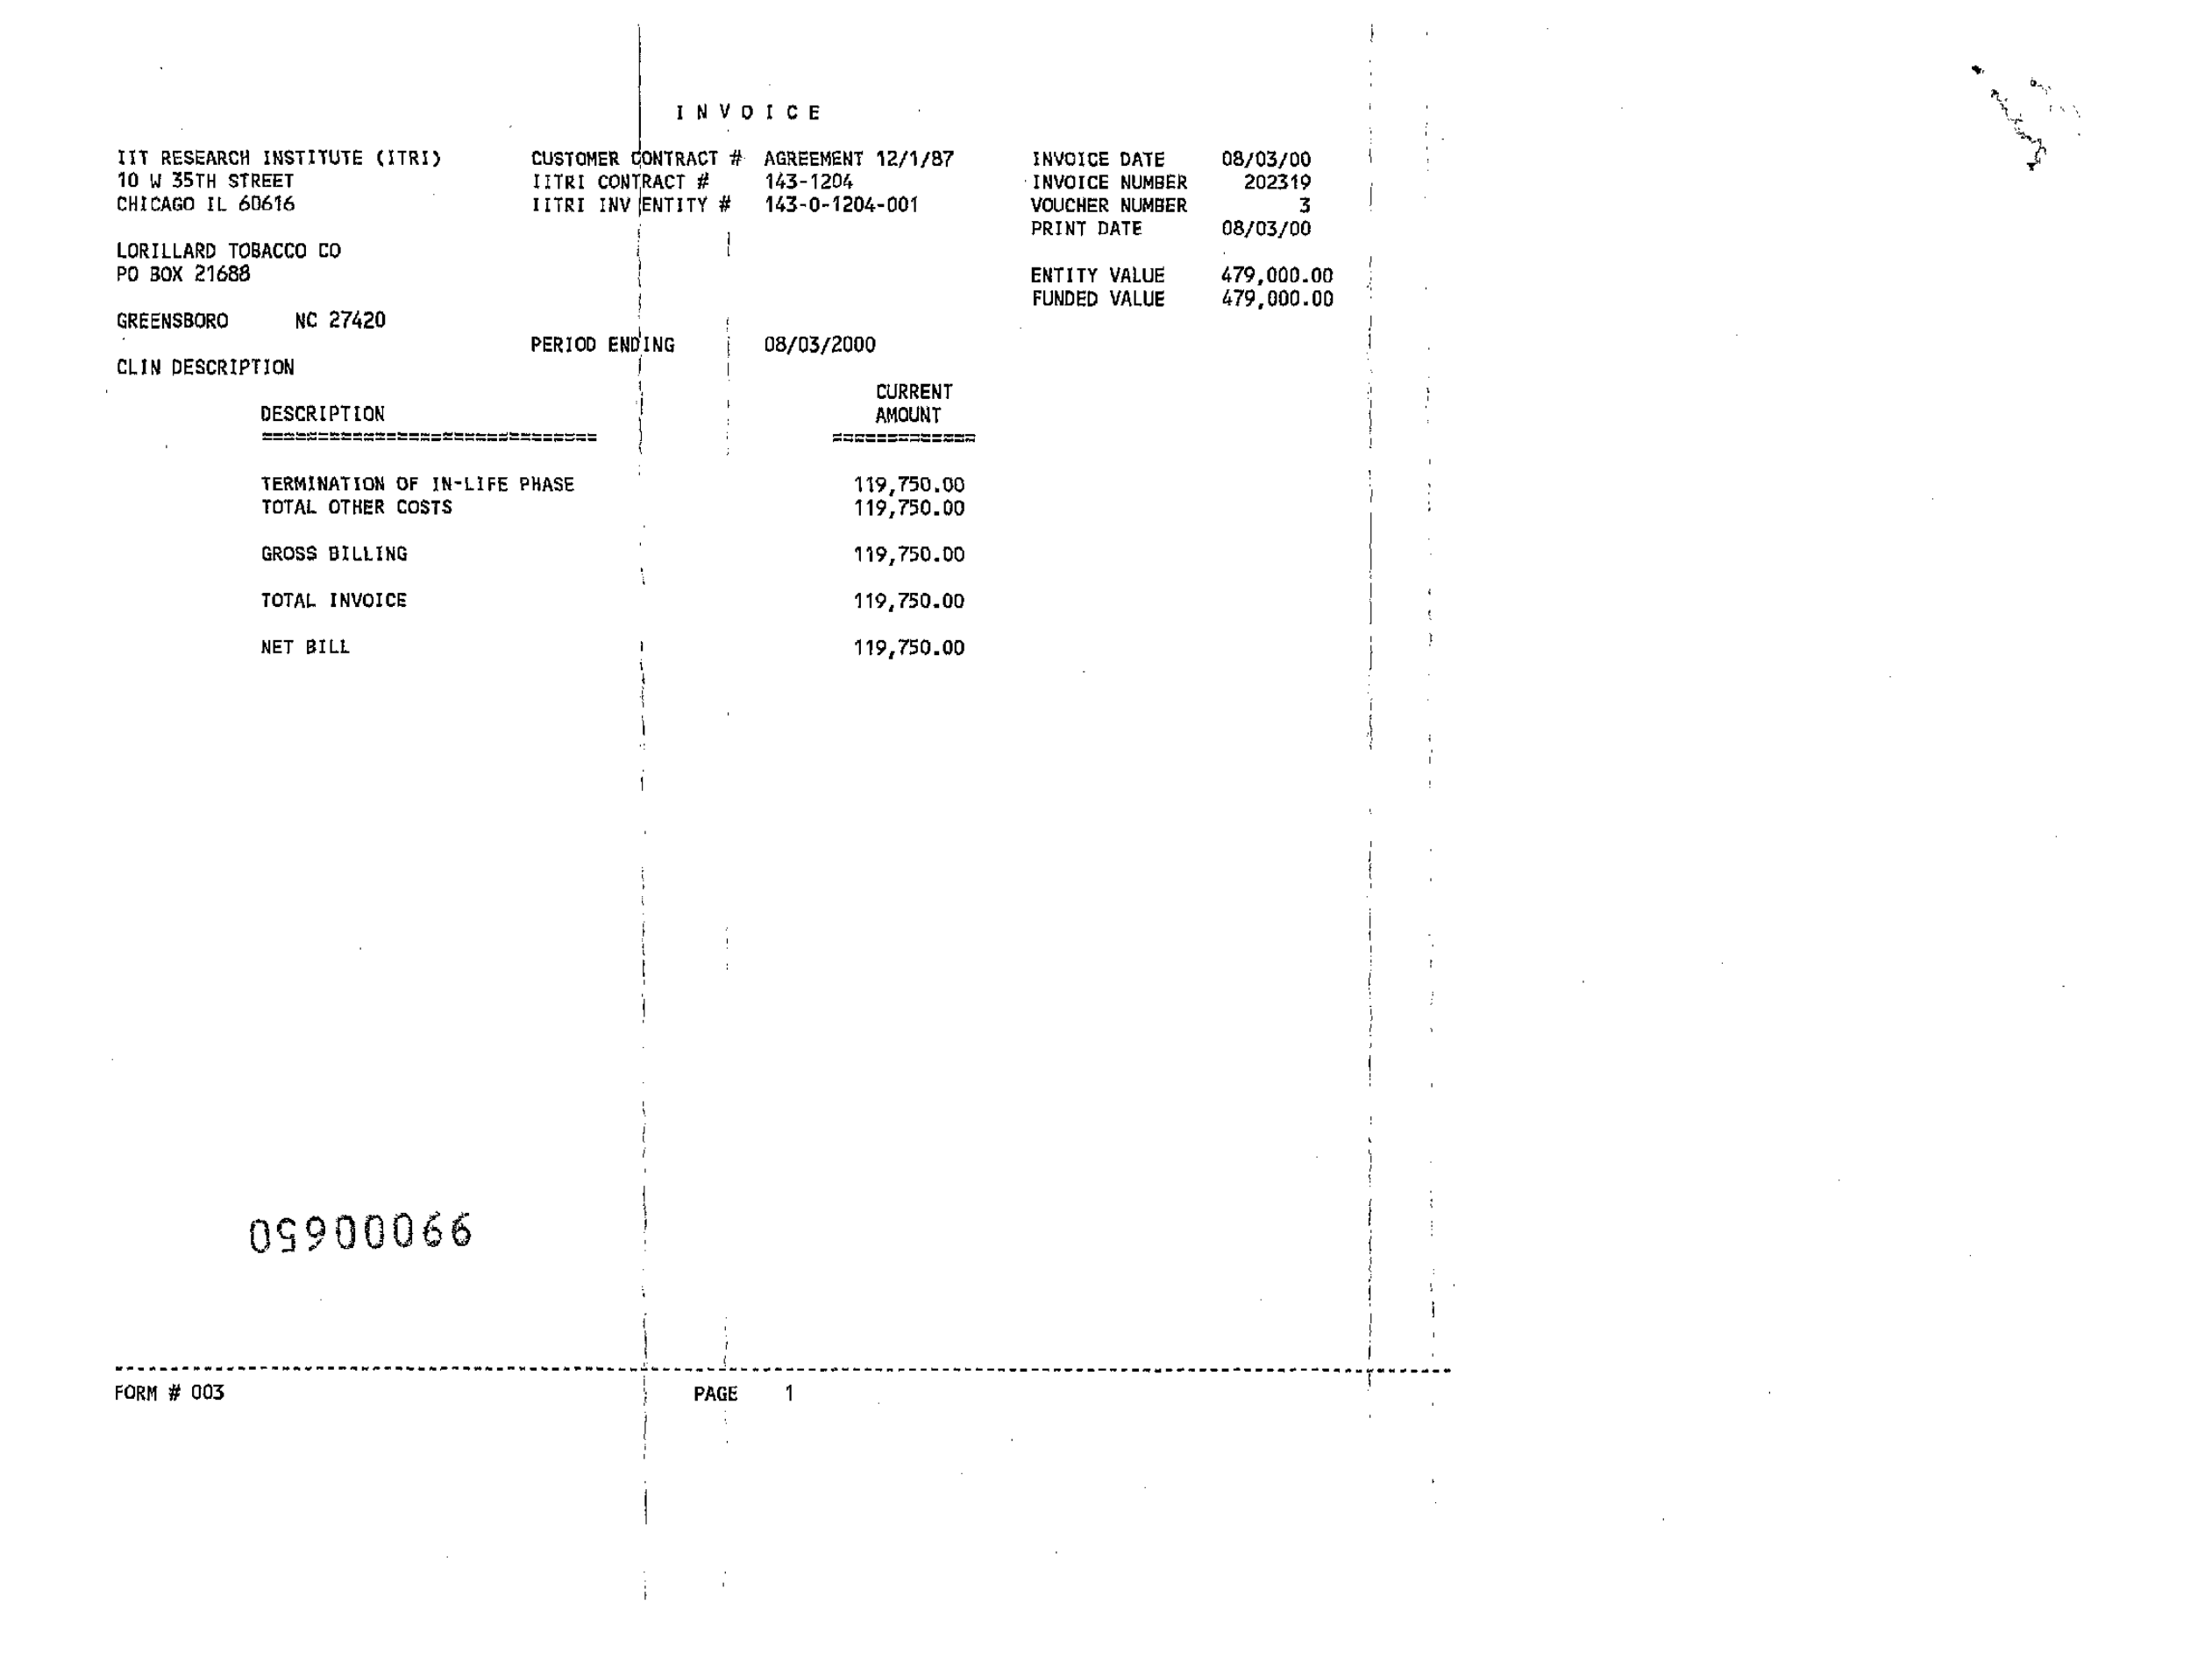 INVOICE
IIT RESEARCH INSTITUTE (ITRI) CUSTOMER CONTRACT # AGREEMENT 12/1/87 INVOICE DATE 08/03/00
10 W 35TH STREET IITRI CONTRACT # 143-1204 INVOICE NUMBER 202319
CHICAGO IL 60616 IITRI INV ENTITY # 143-0-1204-001 VOUCHER NUMBER 3
PRINT DATE 08/03/00
LORILLARD TOBACCO CO
PO BOX 21688 ENTITY VALUE 479,000.00
FUNDED VALUE 479,000.00
GREENSBORO NC 27420
PERIOD ENDING 08/03/2000
CLIN DESCRIPTION
CURRENT
DESCRIPTION AMOUNT
============================== =============
TERMINATION OF IN-LIFE PHASE 119,750.00
TOTAL OTHER COSTS 119,750.00
GROSS BILLING 119,750.00
TOTAL INVOICE 119,750.00
NET BILL 119,750.00
99000650
FORM # 003 PAGE 1